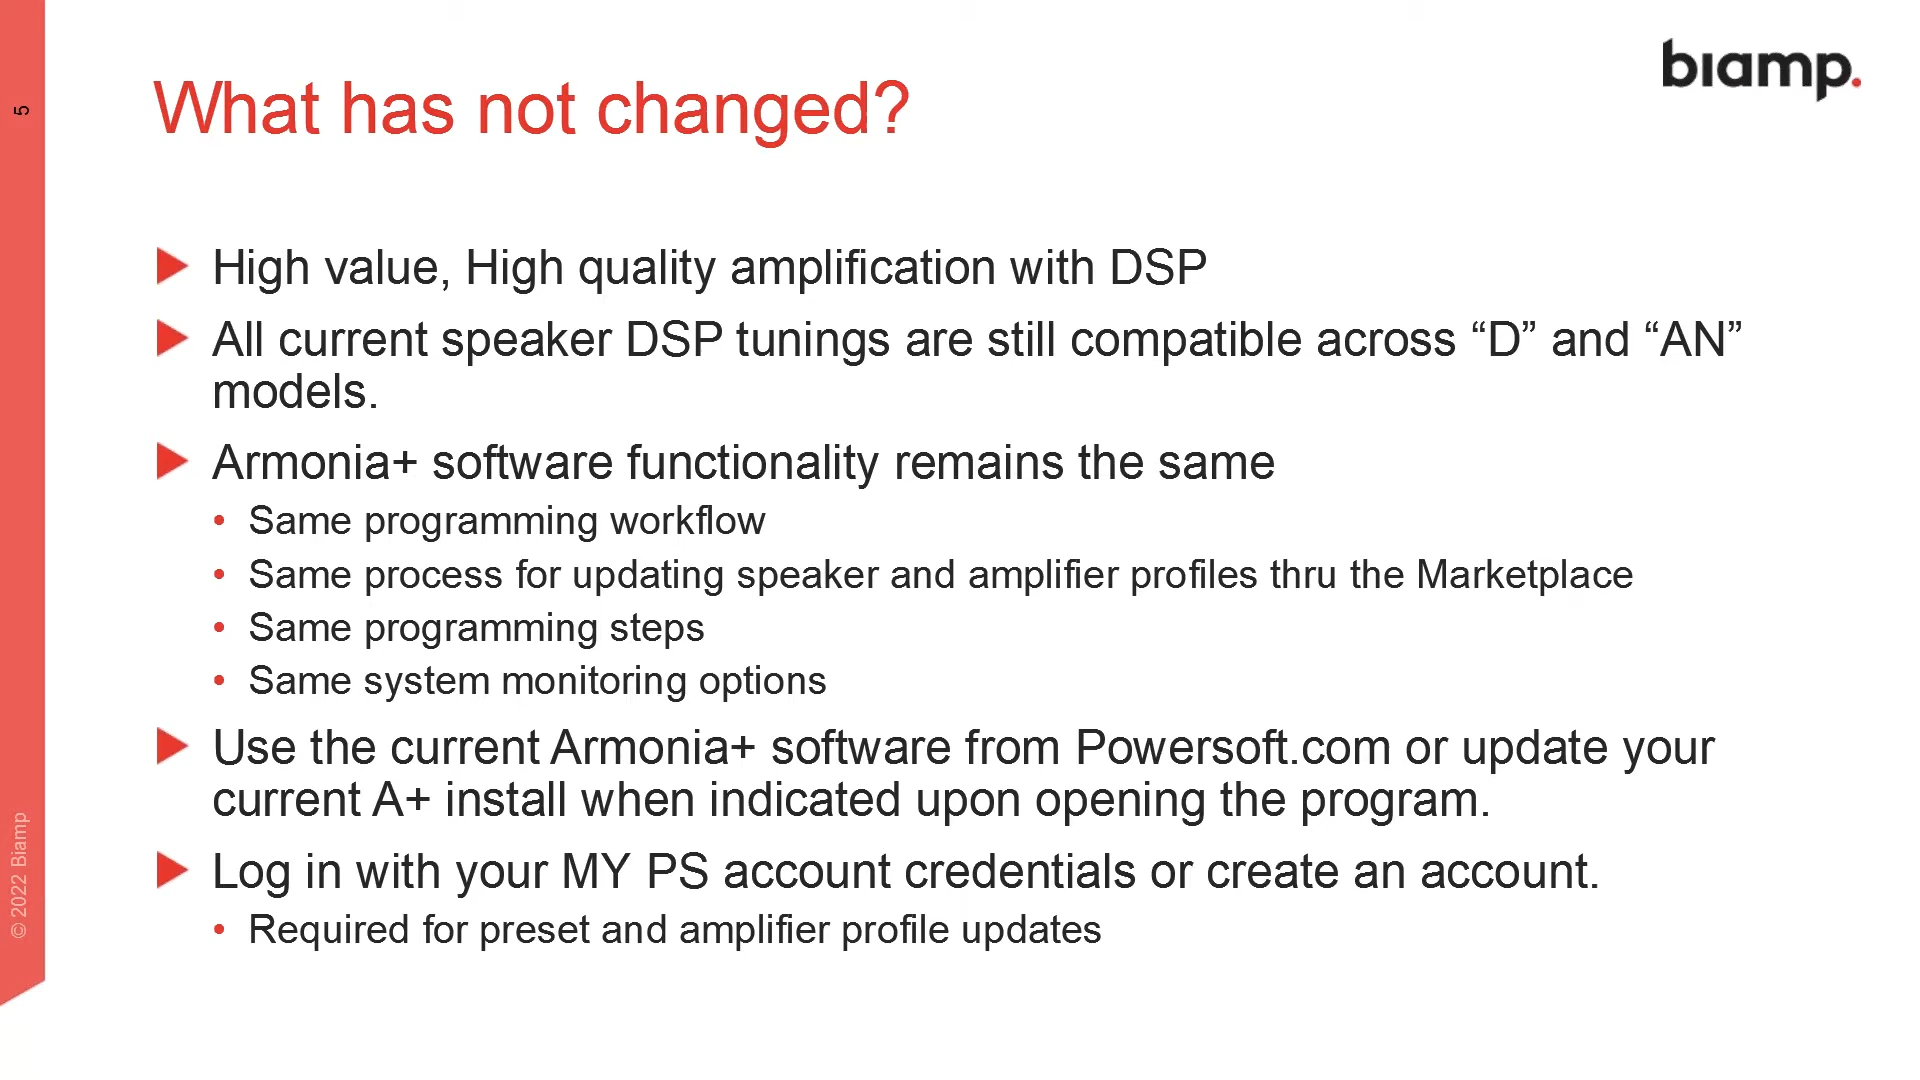 5
What has not changed?
biamp.
High value, High quality amplification with DSP
All current speaker DSP tunings are still compatible across “D” and “AN”
models.
Armonia+ software functionality remains the same
• Same programming workflow
• Same process for updating speaker and amplifier profiles thru the Marketplace
• Same programming steps
• Same system monitoring options
Use the current Armonia+ software from Powersoft.com or update your
current A+ install when indicated upon opening the program.
Log in with your MY PS account credentials or create an account.
• Required for preset and amplifier profile updates
© 2022 Biamp